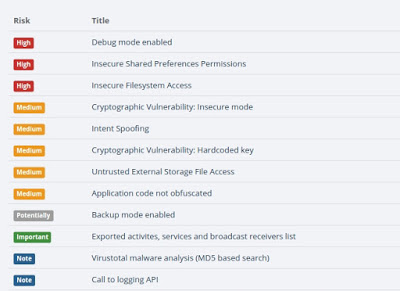 Risk Title
High Debug mode enabled
High Insecure Shared Preferences Permissions
High Insecure Filesystem Access
Medium Cryptographic Vulnerability: Insecure mode
Medium Intent Spoofing
Medium Cryptographic Vulnerability: Hardcoded key
Medium Untrusted External Storage File Access
Medium Application code not obfuscated
Potentially Backup mode enabled
Important Exported activites, services and broadcast receivers list
Note Virustotal malware analysis (MD5 based search)
Note Call to logging API